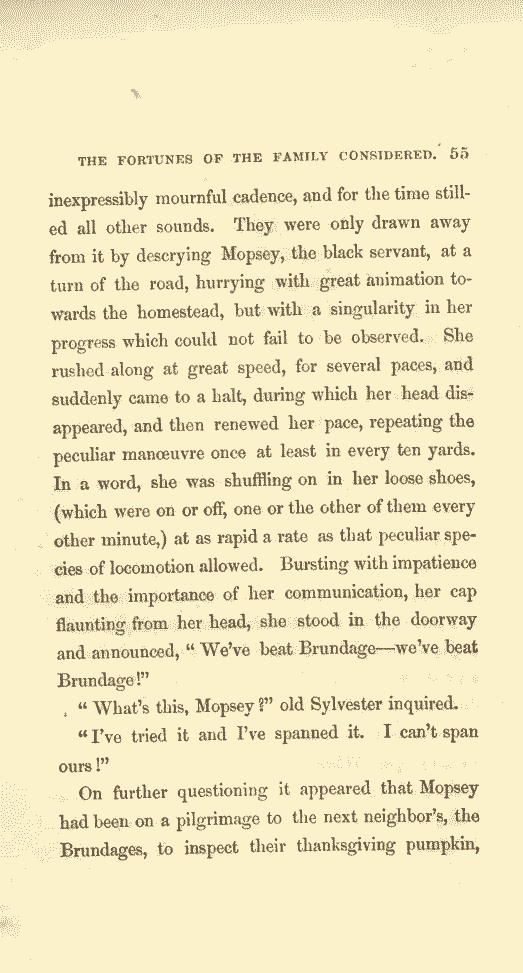 THE FORTUNES OF THE FAMILY CONSIDERED. 55
inexpressibly mournful cadence, and for the time still-
ed all other sounds. They were only drawn away
from it by descrying Mopsey, the black servant, at a
turn of the road, hurrying with great animation to-
wards the homestead, but with a singularity in her
progress which could not fail to be observed. She
rushed along at great speed, for several paces, and
suddenly came to a halt, during which her head dis-
appeared, and then renewed her pace, repeating the
peculiar manœuvre once at least in every ten yards.
In a word, she was shuffling on in her loose shoes,
(which were on or off, one or the other of them every
other minute,) at as rapid a rate as that peculiar spe-
cies of locomotion allowed. Bursting with impatience
and the importance of her communication, her cap
flaunting from her head, she stood in the doorway
and announced, “We’ve beat Brundage—we’ve beat
Brundage!”
“What’s this, Mopsey?” old Sylvester inquired.
“I’ve tried it and I’ve spanned it. I can’t span
ours!”
On further questioning it appeared that Mopsey
had been on a pilgrimage to the next neighbor’s, the
Brundages, to inspect their thanksgiving pumpkin,